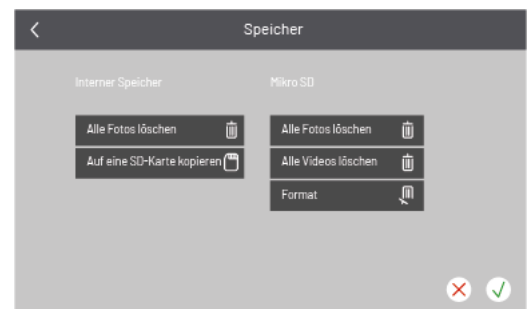 Speicher
Interner Speicher
Mikro SD
Alle Fotos löschen
Alle Fotos löschen
Auf eine SD-Karte kopieren
Alle Videos löschen
Format